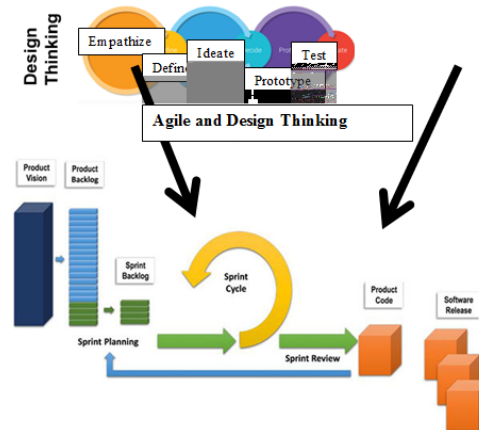 Design
Thinking
Empathize
Define
Ideate
Prototype
Test
Agile and Design Thinking
Product
Vision
Product
Backlog
Sprint
Backlog
Sprint
Cycle
Product
Code
Software
Release
Sprint Planning
Sprint Review